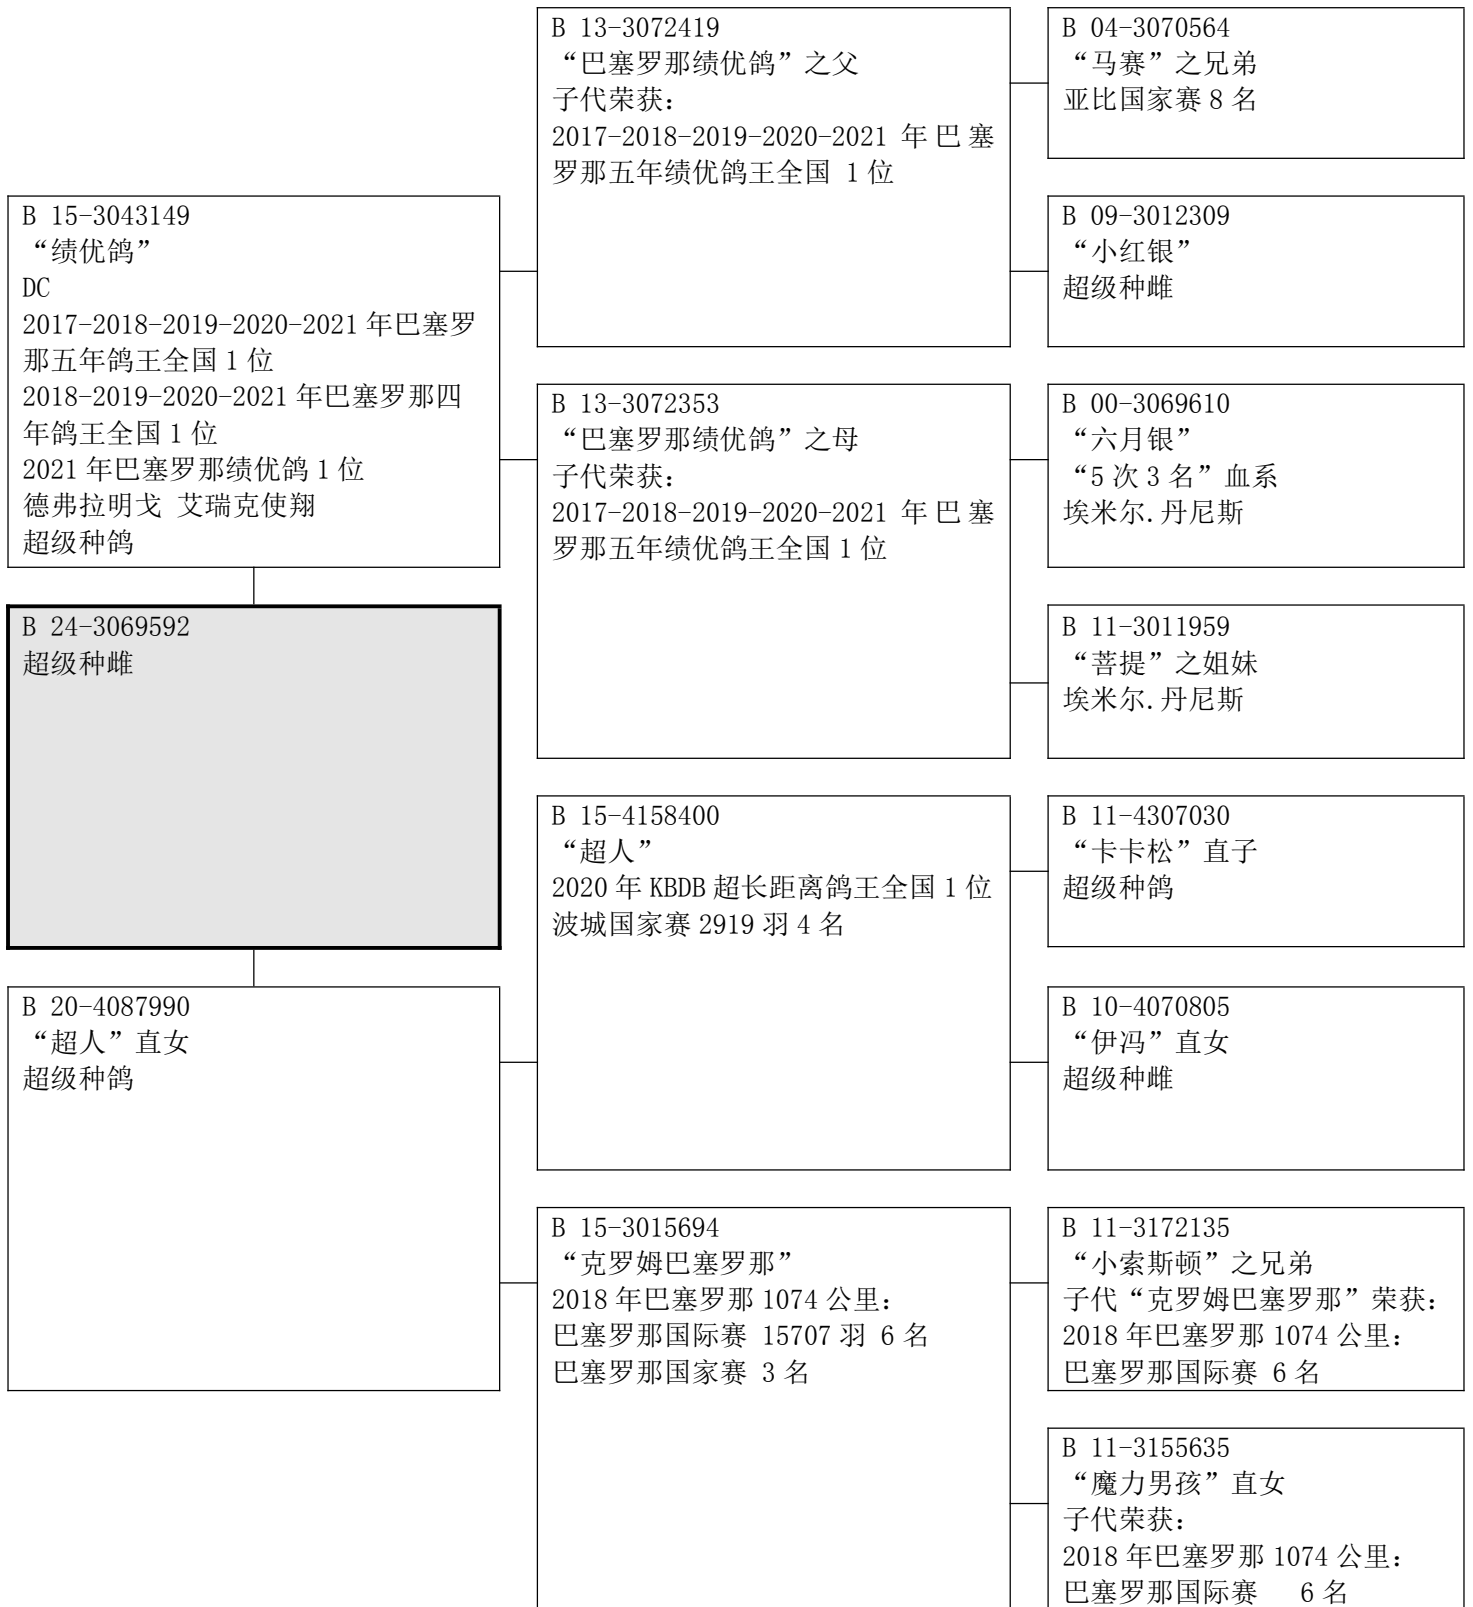 B 15-3043149
“绩优鸽”
DC
2017-2018-2019-2020-2021 年巴塞罗
那五年鸽王全国 1 位
2018-2019-2020-2021 年巴塞罗那四
年鸽王全国 1 位
2021 年巴塞罗那绩优鸽 1 位
德弗拉明戈 艾瑞克使翔
超级种鸽
B 24-3069592
超级种雌
B 20-4087990
“超人”直女
超级种鸽
B 13-3072419
“巴塞罗那绩优鸽”之父
子代荣获：
2017-2018-2019-2020-2021 年 巴 塞
罗那五年绩优鸽王全国 1 位
B 13-3072353
“巴塞罗那绩优鸽”之母
子代荣获：
2017-2018-2019-2020-2021 年 巴 塞
罗那五年绩优鸽王全国 1 位
B 15-4158400
“超人”
2020 年 KBDB 超长距离鸽王全国 1 位
波城国家赛 2919 羽 4 名
B 15-3015694
“克罗姆巴塞罗那”
2018 年巴塞罗那 1074 公里：
巴塞罗那国际赛 15707 羽 6 名
巴塞罗那国家赛 3 名
B 04-3070564
“马赛”之兄弟
亚比国家赛 8 名
B 09-3012309
“小红银”
超级种雌
B 00-3069610
“六月银”
“5 次 3 名”血系
埃米尔.丹尼斯
B 11-3011959
“菩提”之姐妹
埃米尔.丹尼斯
B 11-4307030
“卡卡松”直子
超级种鸽
B 10-4070805
“伊冯”直女
超级种雌
B 11-3172135
“小索斯顿”之兄弟
子代“克罗姆巴塞罗那”荣获：
2018 年巴塞罗那 1074 公里：
巴塞罗那国际赛 6 名
B 11-3155635
“魔力男孩”直女
子代荣获：
2018 年巴塞罗那 1074 公里：
巴塞罗那国际赛 6 名